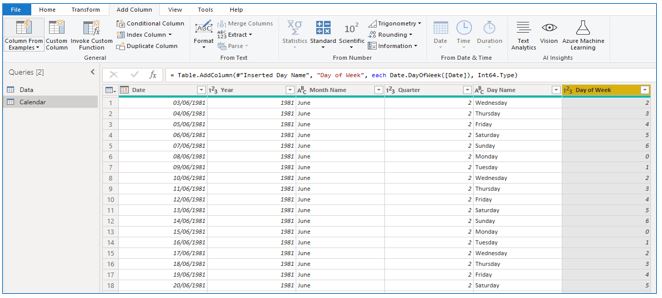 File Home Transform Add Column View Tools Help
Column From Examples Custom Column Invoke Custom Function Conditional Column Index Column Duplicate Column General
Format Merge Columns Extract Parse From Text
Statistics Standard Scientific Trigonometry Rounding Information From Number
Date Time Duration From Date & Time
Text Analytics Vision Azure Machine Learning AI Insights
Queries [2]
Data
Calendar
= Table.AddColumn(#"Inserted Day Name", "Day of Week", each Date.DayOfWeek([Date]), Int64.Type)
Date Year Month Name Quarter Day Name Day of Week
1 03/06/1981 1981 June 2 Wednesday 2
2 04/06/1981 1981 June 2 Thursday 3
3 05/06/1981 1981 June 2 Friday 4
4 06/06/1981 1981 June 2 Saturday 5
5 07/06/1981 1981 June 2 Sunday 6
6 08/06/1981 1981 June 2 Monday 0
7 09/06/1981 1981 June 2 Tuesday 1
8 10/06/1981 1981 June 2 Wednesday 2
9 11/06/1981 1981 June 2 Thursday 3
10 12/06/1981 1981 June 2 Friday 4
11 13/06/1981 1981 June 2 Saturday 5
12 14/06/1981 1981 June 2 Sunday 6
13 15/06/1981 1981 June 2 Monday 0
14 16/06/1981 1981 June 2 Tuesday 1
15 17/06/1981 1981 June 2 Wednesday 2
16 18/06/1981 1981 June 2 Thursday 3
17 19/06/1981 1981 June 2 Friday 4
18 20/06/1981 1981 June 2 Saturday 5